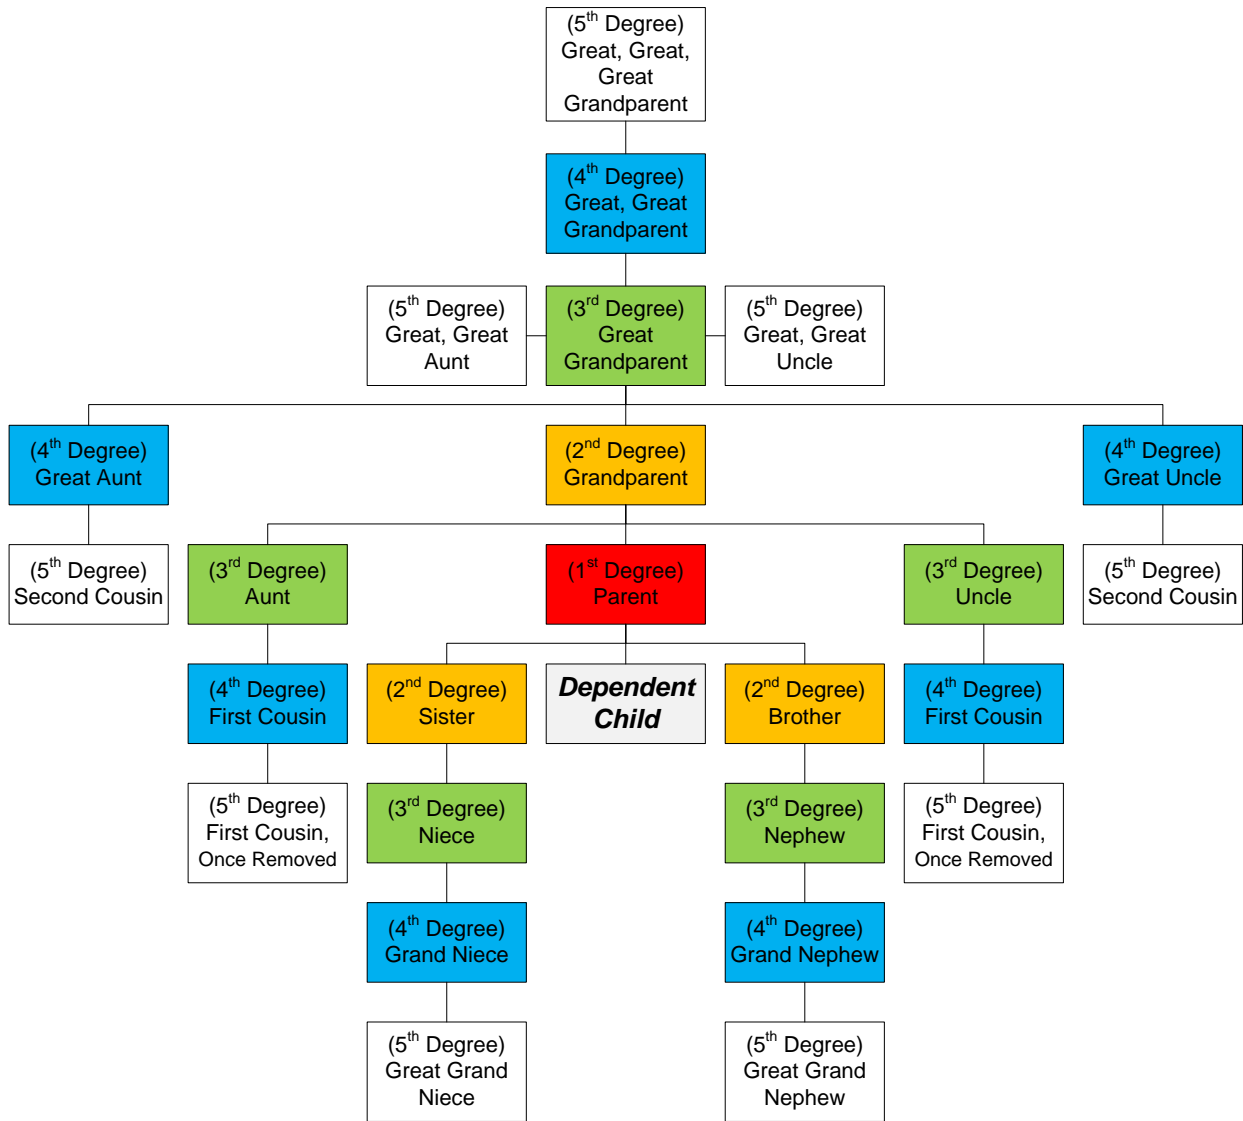 (5th Degree)
Great, Great,
Great
Grandparent
(4th Degree)
Great, Great
Grandparent
(5th Degree)
Great, Great
Aunt
(3rd Degree)
Great
Grandparent
(5th Degree)
Great, Great
Uncle
(4th Degree)
Great Aunt
(2nd Degree)
Grandparent
(4th Degree)
Great Uncle
(5th Degree)
Second Cousin
(3rd Degree)
Aunt
(1st Degree)
Parent
(3rd Degree)
Uncle
(5th Degree)
Second Cousin
(4th Degree)
First Cousin
(2nd Degree)
Sister
Dependent
Child
(2nd Degree)
Brother
(4th Degree)
First Cousin
(5th Degree)
First Cousin,
Once Removed
(3rd Degree)
Niece
(3rd Degree)
Nephew
(5th Degree)
First Cousin,
Once Removed
(4th Degree)
Grand Niece
(4th Degree)
Grand Nephew
(5th Degree)
Great Grand
Niece
(5th Degree)
Great Grand
Nephew